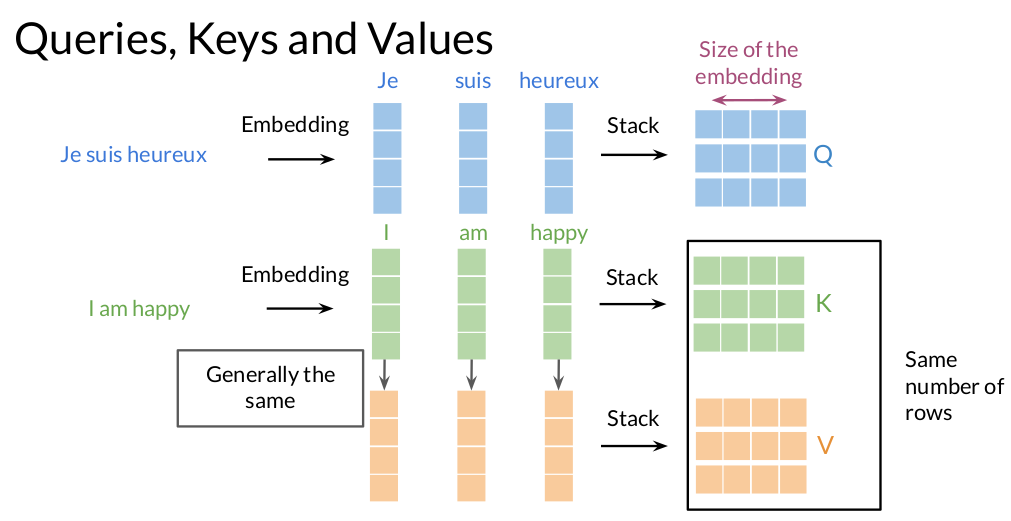 Queries, Keys and Values
Size of the
embedding
Je suis heureux
Embedding
Stack
Je suis heureux
Q
I am happy
Embedding
Stack
I am happy
K
Generally the
same
Same
number of
rows
Stack
V